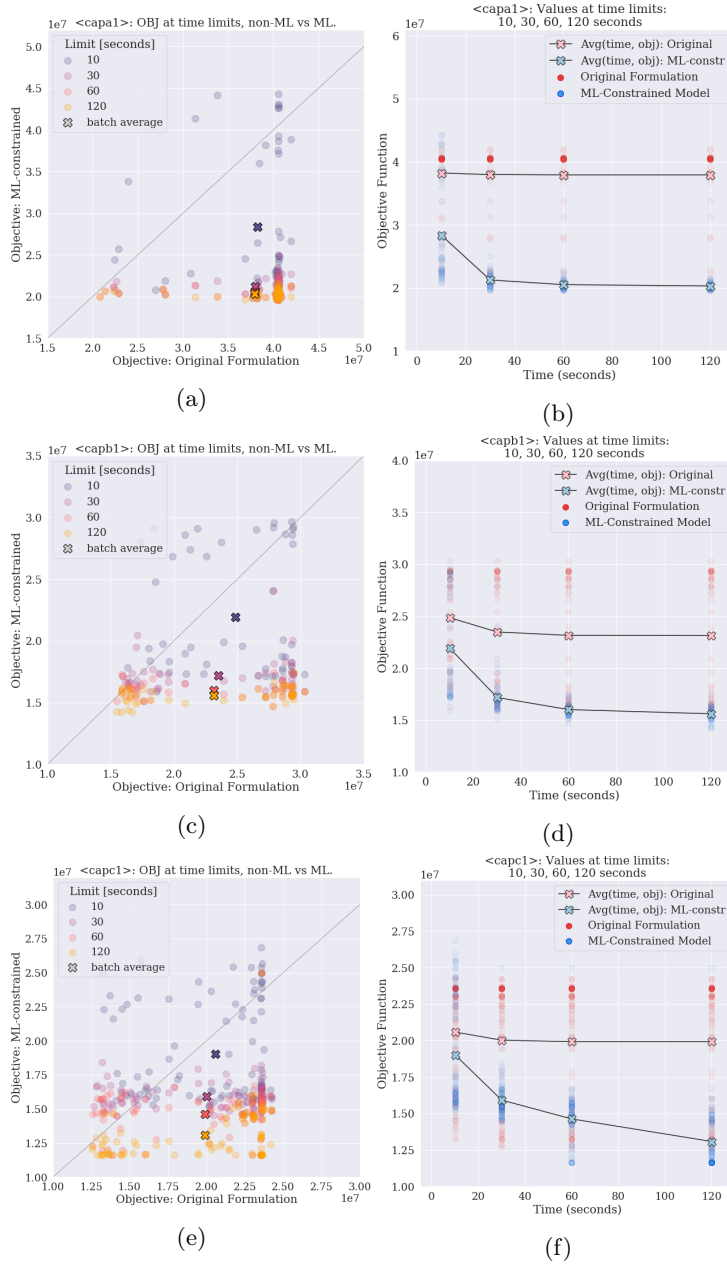 1e7
<capa1>: OBJ at time limits, non-ML vs ML.
5.0
4.5
4.0
3.5
3.0
2.5
2.0
1.5
Objective: ML-constrained
Limit [seconds]
10
30
60
120
batch average
1.5
2.0
2.5
3.0
3.5
4.0
4.5
5.0
Objective: Original Formulation
1e7
(a)
<capa1>: Values at time limits:
10, 30, 60, 120 seconds
1e7
6
5
4
3
2
1
Objective Function
Avg(time, obj): Original
Avg(time, obj): ML-constr
Original Formulation
ML-Constrained Model
0
20
40
60
80
100
120
Time (seconds)
(b)
1e7
<capb1>: OBJ at time limits, non-ML vs ML.
3.5
3.0
2.5
2.0
1.5
1.0
Objective: ML-constrained
Limit [seconds]
10
30
60
120
batch average
1.0
1.5
2.0
2.5
3.0
3.5
Objective: Original Formulation
1e7
(c)
<capb1>: Values at time limits:
10, 30, 60, 120 seconds
1e7
4.0
3.5
3.0
2.5
2.0
1.5
1.0
Objective Function
Avg(time, obj): Original
Avg(time, obj): ML-constr
Original Formulation
ML-Constrained Model
0
20
40
60
80
100
120
Time (seconds)
(d)
1e7
<capc1>: OBJ at time limits, non-ML vs ML.
3.00
2.75
2.50
2.25
2.00
1.75
1.50
1.25
1.00
Objective: ML-constrained
Limit [seconds]
10
30
60
120
batch average
1.0
1.2
1.4
1.6
1.8
2.0
2.2
2.4
2.6
2.8
3.0
Objective: Original Formulation
1e7
(e)
<capc1>: Values at time limits:
10, 30, 60, 120 seconds
1e7
3.00
2.75
2.50
2.25
2.00
1.75
1.50
1.25
1.00
Objective Function
Avg(time, obj): Original
Avg(time, obj): ML-constr
Original Formulation
ML-Constrained Model
0
20
40
60
80
100
120
Time (seconds)
(f)